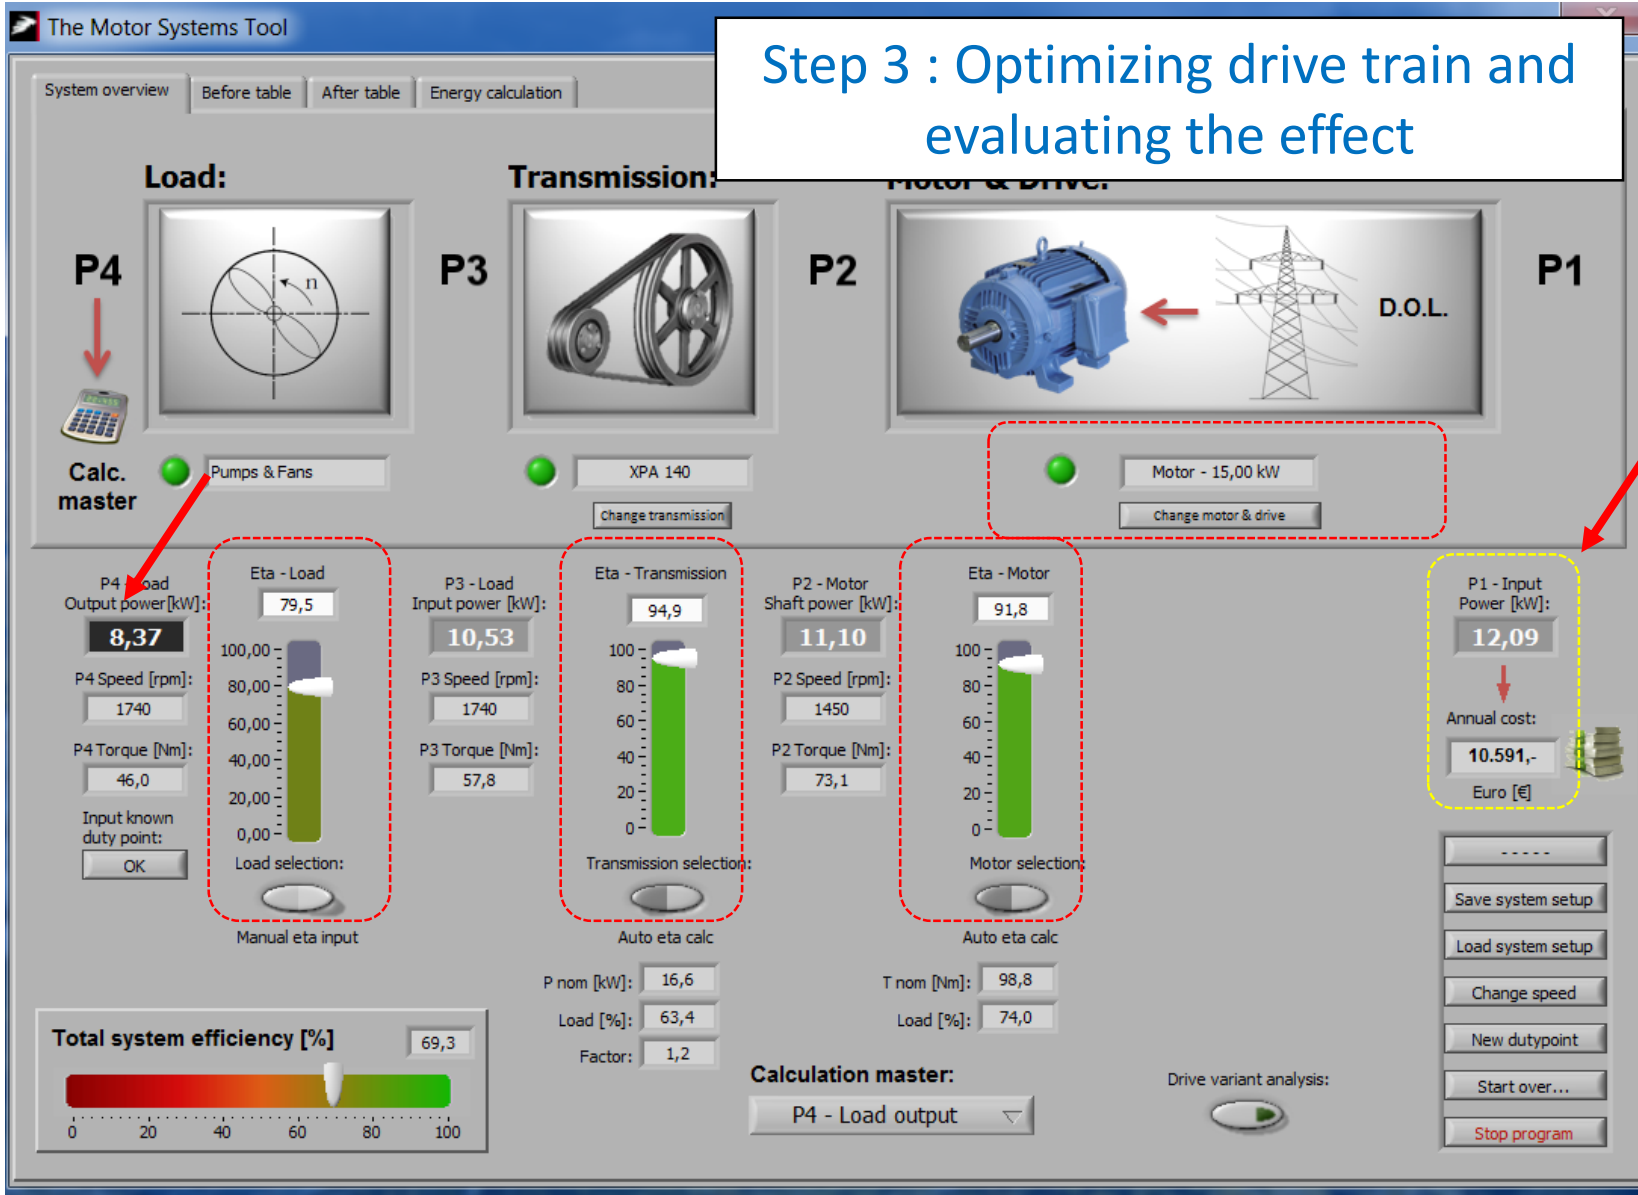 The Motor Systems Tool
Step 3 : Optimizing drive train and
evaluating the effect
System overview
Before table
After table
Energy calculation
Load:
Transmission:
Motor & Drive:
P4
P3
P2
P1
n
D.O.L.
Calc.
master
Pumps & Fans
XPA 140
Motor - 15,00 kW
Change transmission
Change motor & drive
P4 - Load
Output power[kW]:
8,37
P4 Speed [rpm]:
1740
P4 Torque [Nm]:
46,0
Input known
duty point:
OK
Eta - Load
79,5
100,00
80,00
60,00
40,00
20,00
0,00
Load selection:
Manual eta input
P3 - Load
Input power [kW]:
10,53
P3 Speed [rpm]:
1740
P3 Torque [Nm]:
57,8
Eta - Transmission
94,9
100
80
60
40
20
0
Transmission selection:
Auto eta calc
P nom [kW]: 16,6
Load [%]: 63,4
Factor: 1,2
P2 - Motor
Shaft power [kW]:
11,10
P2 Speed [rpm]:
1450
P2 Torque [Nm]:
73,1
Eta - Motor
91,8
100
80
60
40
20
0
Motor selection:
Auto eta calc
T nom [Nm]: 98,8
Load [%]: 74,0
P1 - Input
Power [kW]:
12,09
Annual cost:
10.591,-
Euro [€]
- - - - -
Save system setup
Load system setup
Change speed
New dutypoint
Start over...
Stop program
Total system efficiency [%] 69,3
0 20 40 60 80 100
Calculation master:
P4 - Load output
Drive variant analysis: